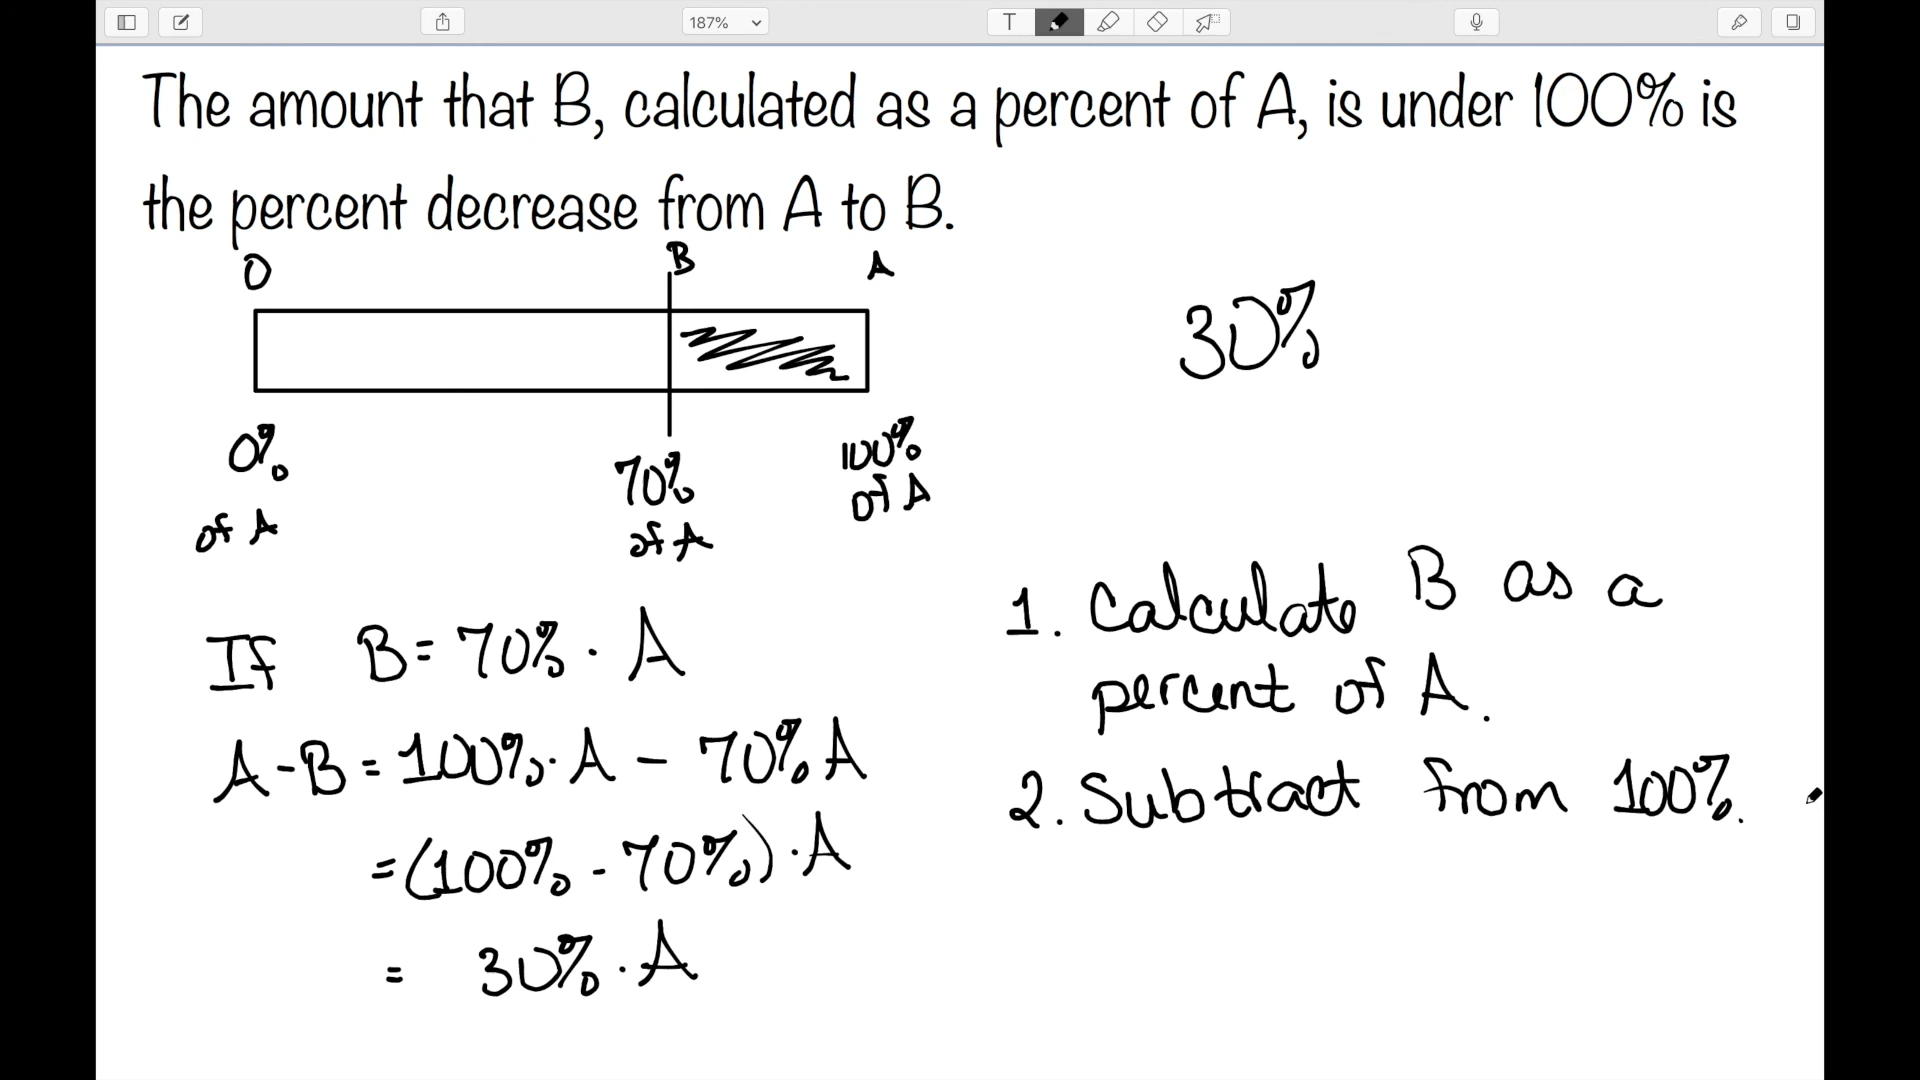 187%
T
The amount that B, calculated as a percent of A, is under 100% is
the percent decrease from A to B.
0 B A
30%
0% 70% 100%
of A of A of A
If B = 70% · A
A - B = 100% · A - 70% A
= (100% - 70%) · A
= 30% · A
1. Calculate B as a
percent of A.
2. Subtract from 100%.